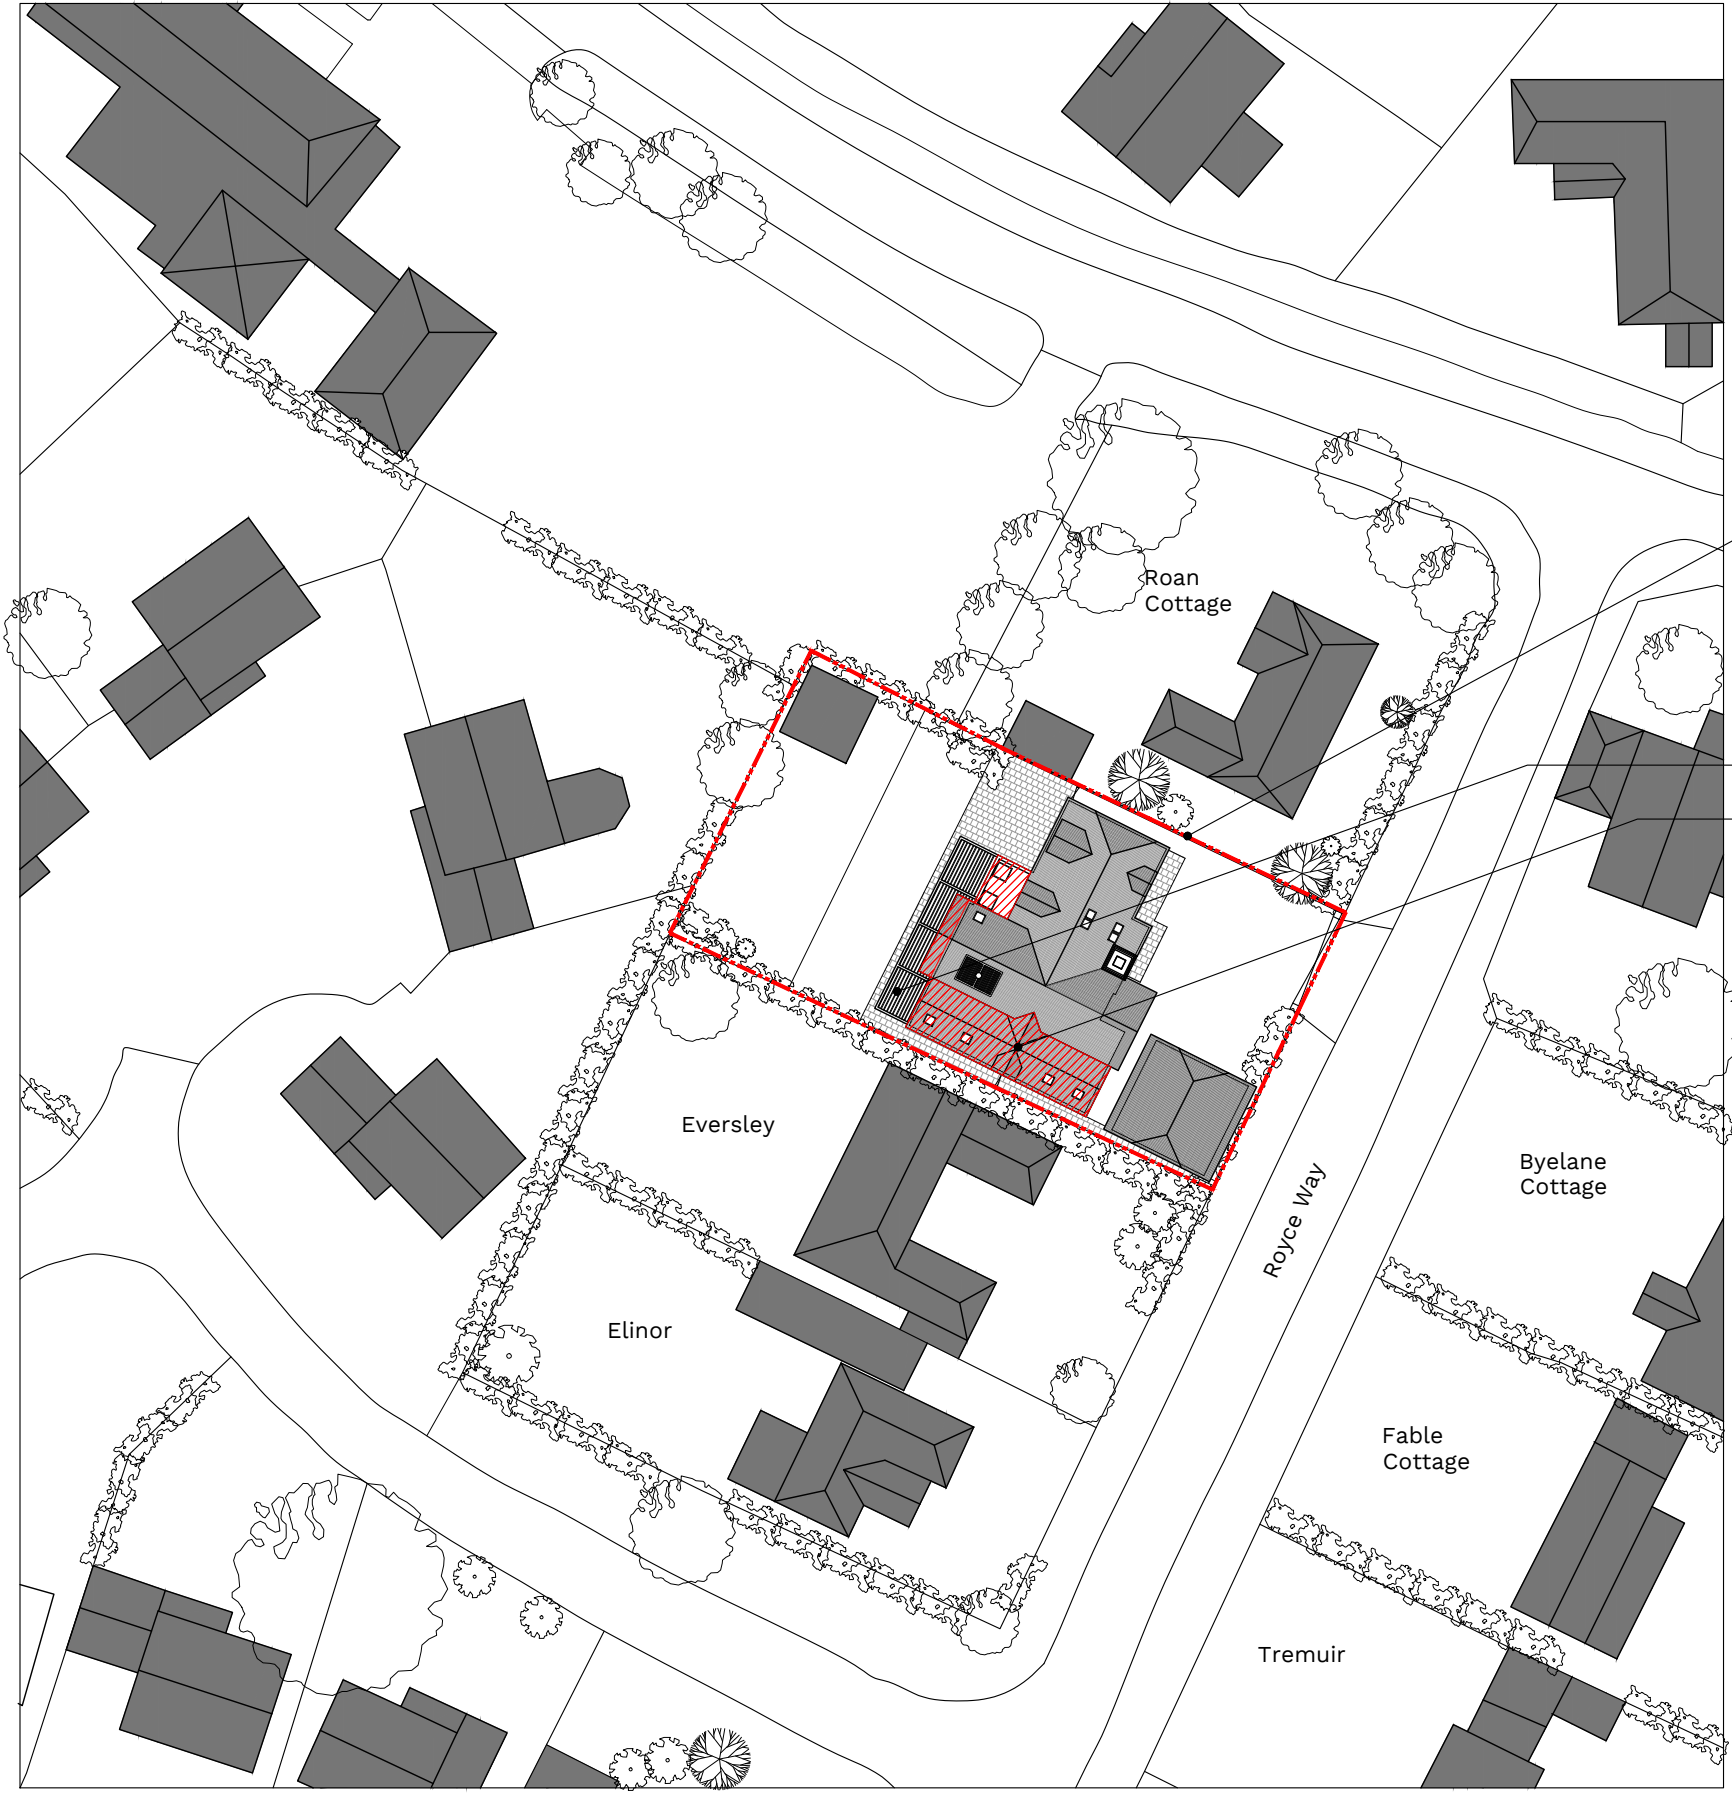 Roan
Cottage
Eversley
Byelane
Cottage
Royce Way
Elinor
Fable
Cottage
Tremuir